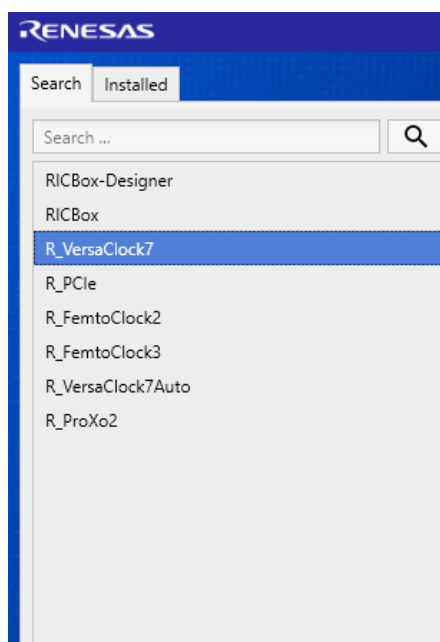 RENESAS
Search Installed
Search ...
RICBox-Designer
RICBox
R_VersaClock7
R_PCIe
R_FemtoClock2
R_FemtoClock3
R_VersaClock7Auto
R_ProXo2